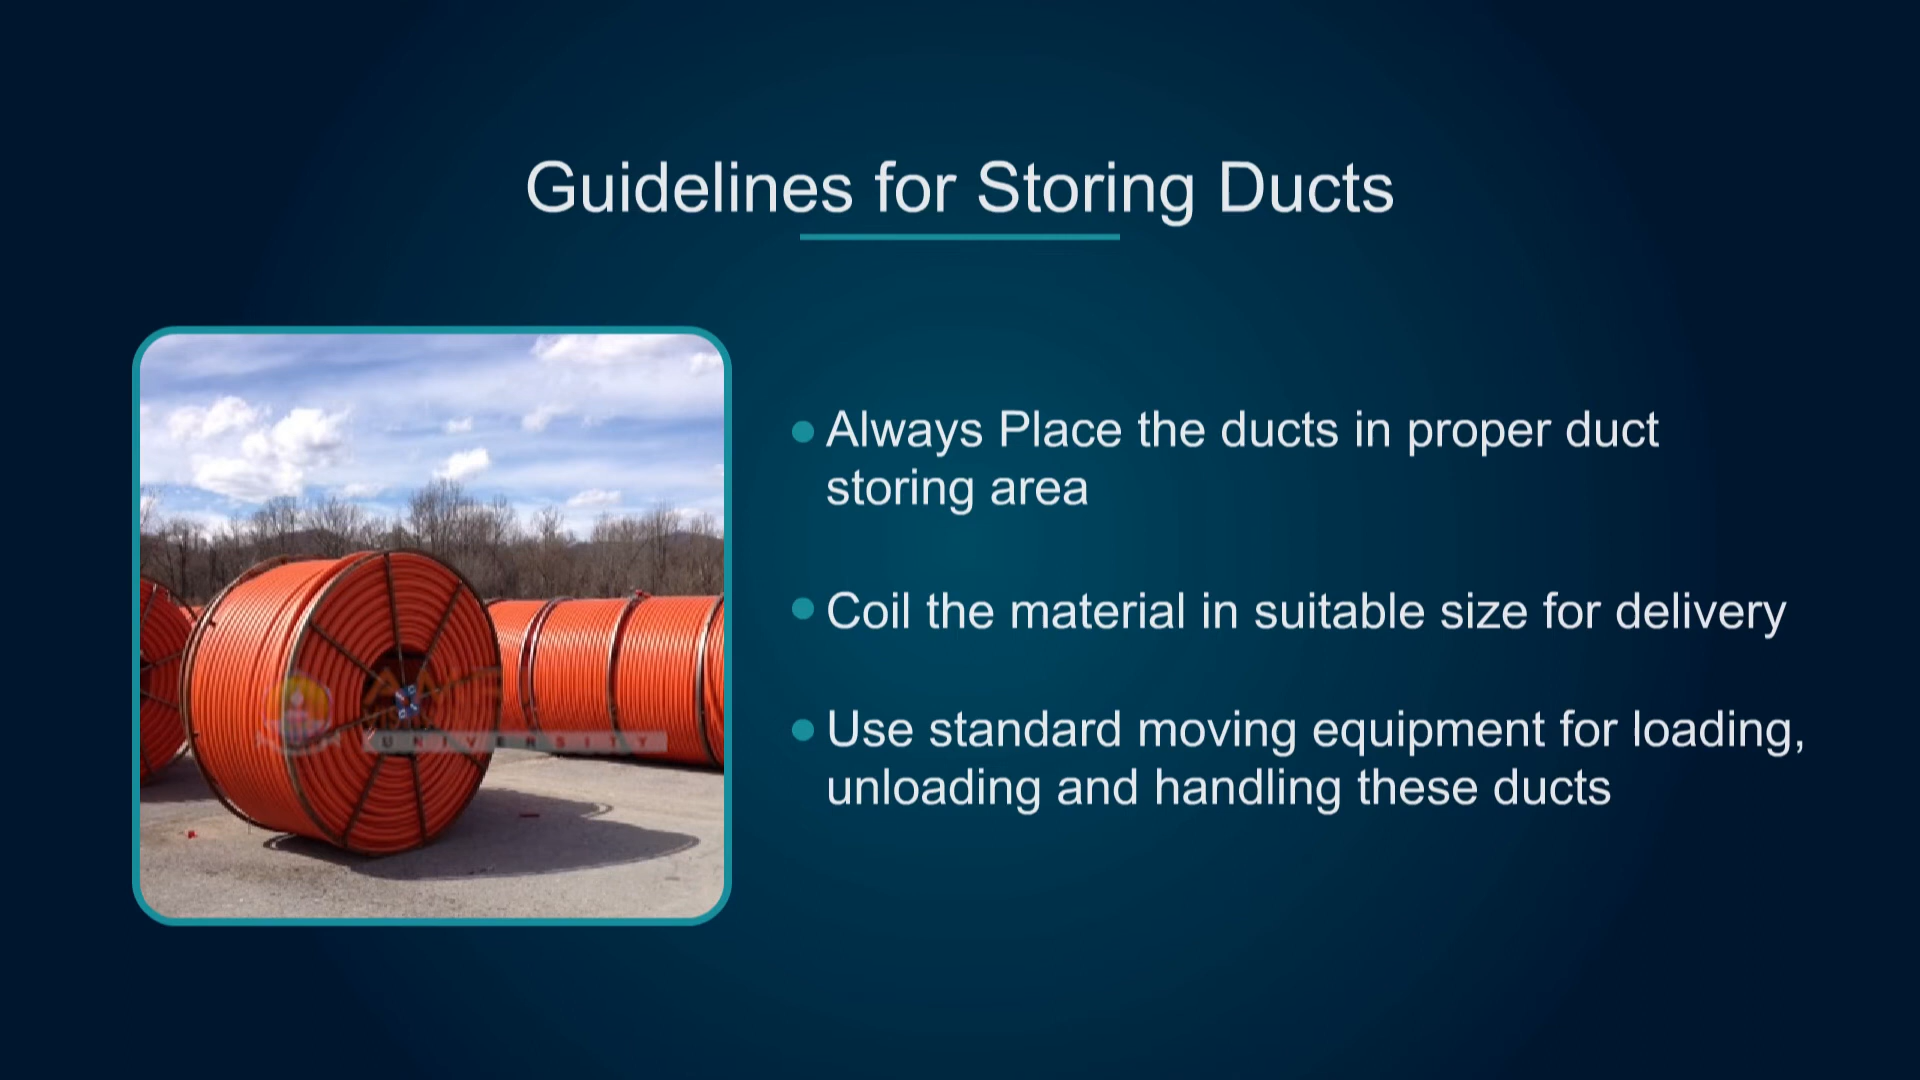 Guidelines for Storing Ducts
Always Place the ducts in proper duct
storing area
Coil the material in suitable size for delivery
Use standard moving equipment for loading,
unloading and handling these ducts
UNIVERSITY